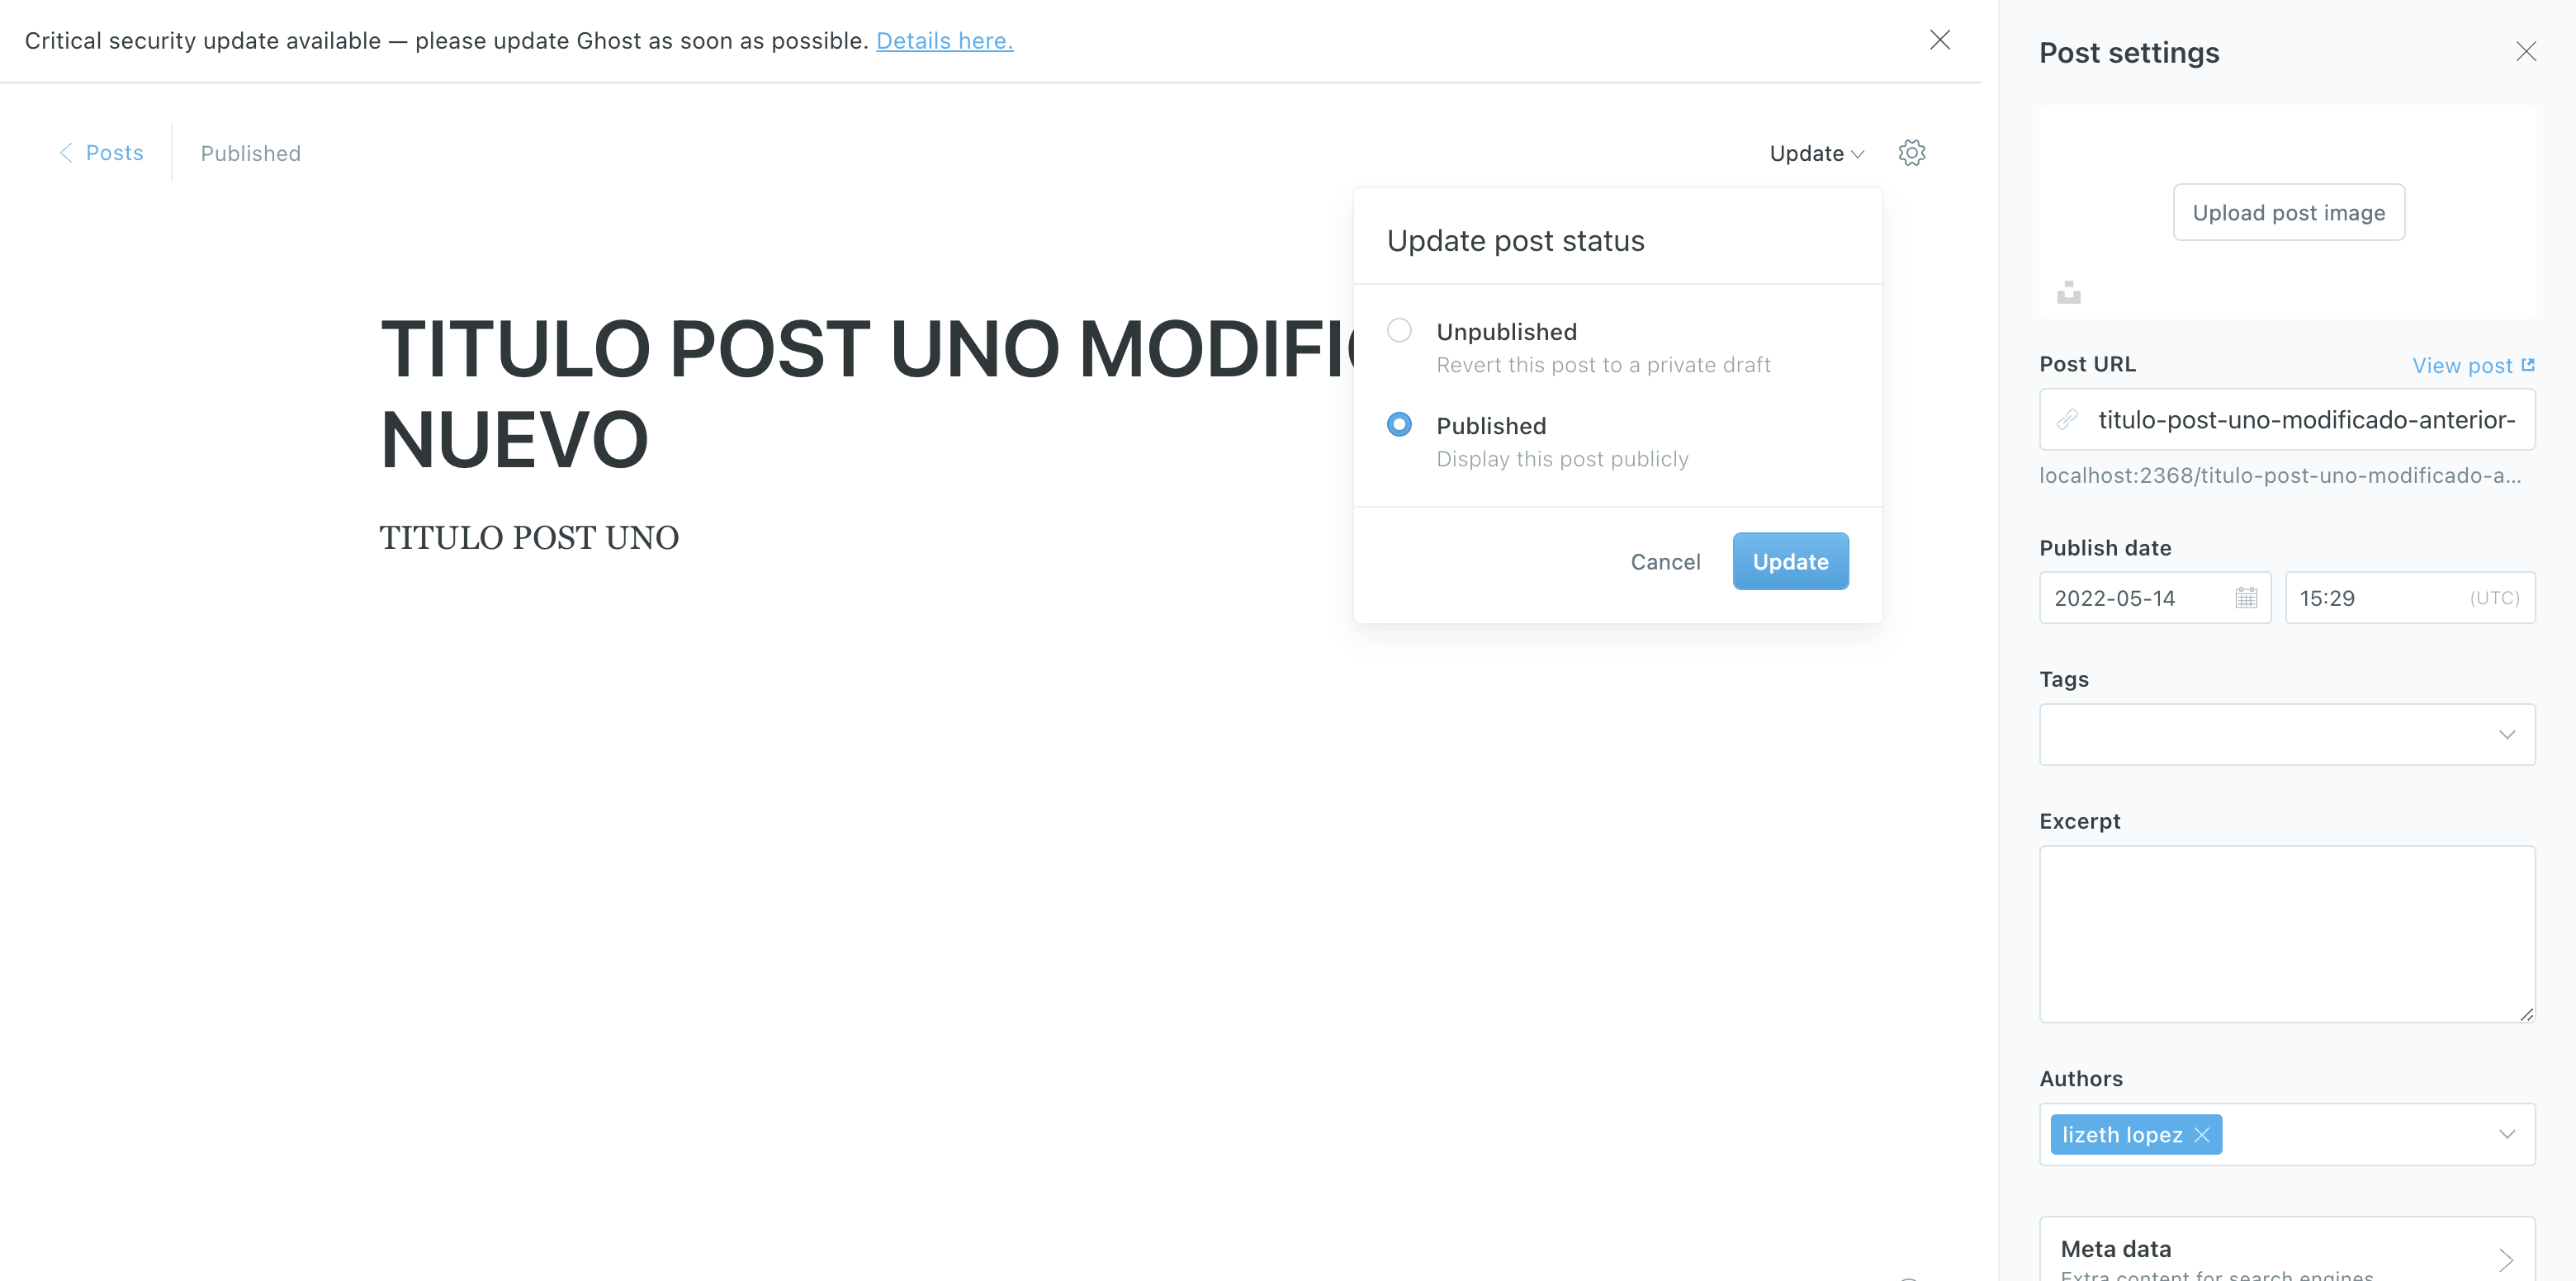 Critical security update available — please update Ghost as soon as possible. Details here.
Posts
Published
Update
Update post status
Unpublished
Revert this post to a private draft
Published
Display this post publicly
Cancel
Update
TITULO POST UNO
NUEVO
TITULO POST UNO
Post settings
Upload post image
Post URL
View post
titulo-post-uno-modificado-anterior-
localhost:2368/titulo-post-uno-modificado-a...
Publish date
2022-05-14
15:29
(UTC)
Tags
Excerpt
Authors
lizeth lopez
Meta data
Extra content for search engines